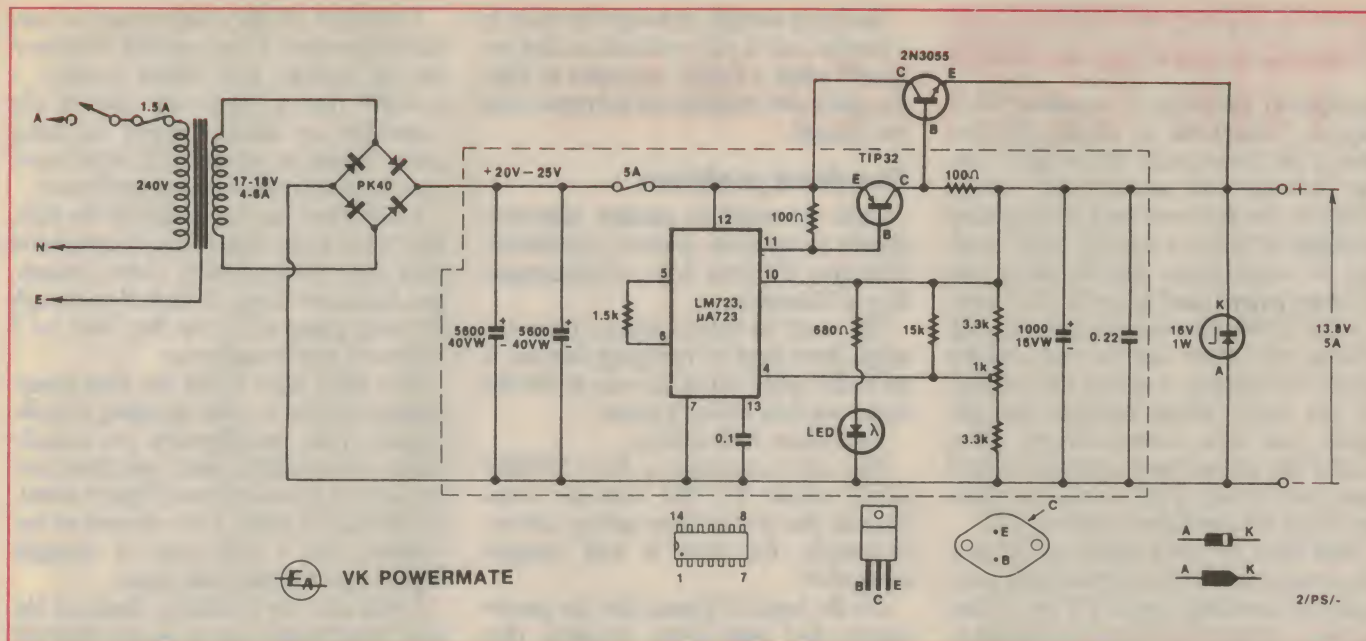 2N3055
C
E
B
A
1.5A
240V
17-18V
4-6A
PK40
N
E
+20V-25V
5A
TIP32
E
C
B
100Ω
100Ω
12
11
10
5
6
4
7
13
1.5k
LM723,
μA723
5600
40VW
+
-
5600
40VW
+
-
0.1
680Ω
15k
LED
λ
3.3k
1k
3.3k
1000
16VW
+
-
0.22
16V
1W
K
A
+
13.8V
5A
-
EA VK POWERMATE
14
8
1
7
B
C
E
C
E
B
A
K
A
K
2/PS/-